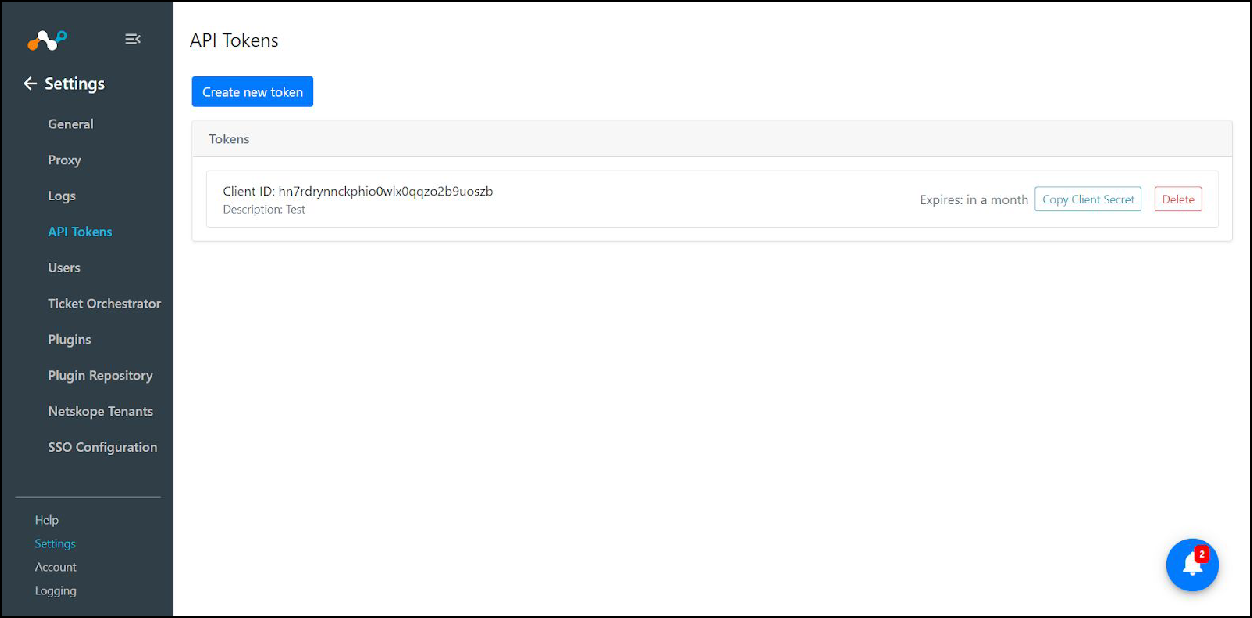 API Tokens
Settings
Create new token
General
Tokens
Proxy
Logs
Client ID: hn7rdrynnckphio0wlx0qqzo2b9uoszb
Description: Test
Expires: in a month
Copy Client Secret
Delete
API Tokens
Users
Ticket Orchestrator
Plugins
Plugin Repository
Netskope Tenants
SSO Configuration
Help
Settings
Account
Logging
2